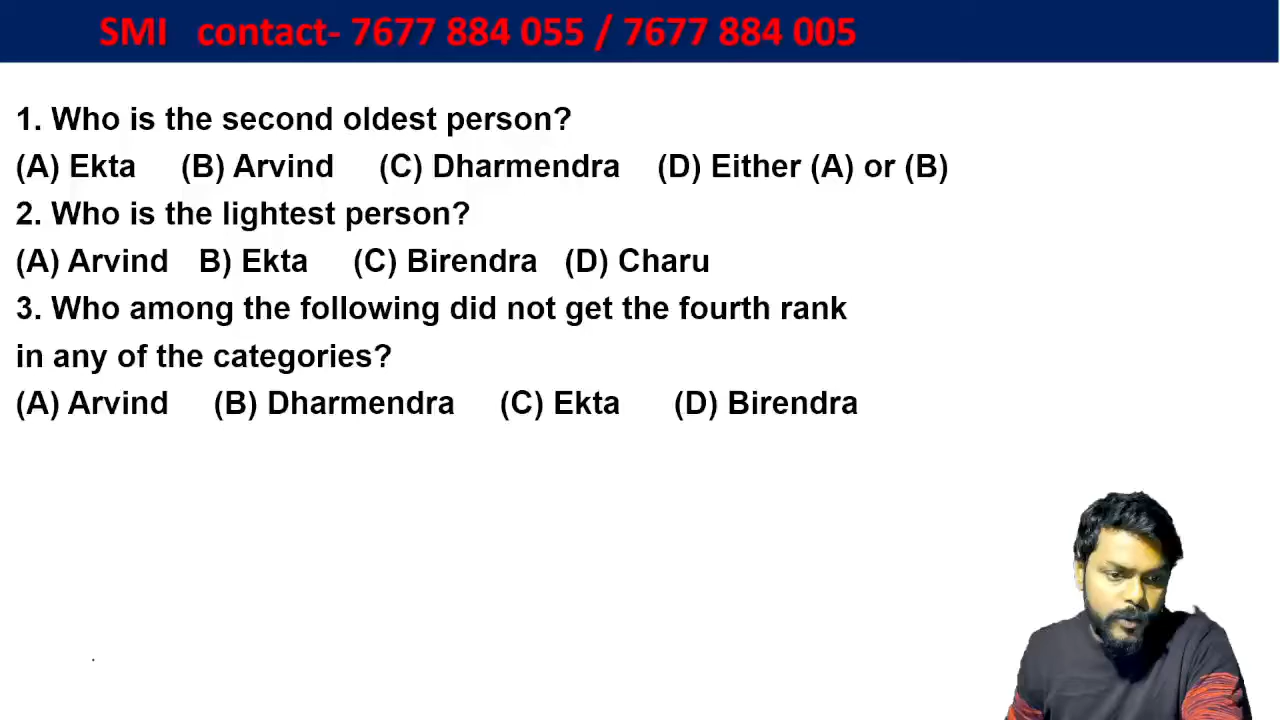 SMI contact- 7677 884 055 / 7677 884 005
1. Who is the second oldest person?
(A) Ekta (B) Arvind (C) Dharmendra (D) Either (A) or (B)
2. Who is the lightest person?
(A) Arvind B) Ekta (C) Birendra (D) Charu
3. Who among the following did not get the fourth rank
in any of the categories?
(A) Arvind (B) Dharmendra (C) Ekta (D) Birendra